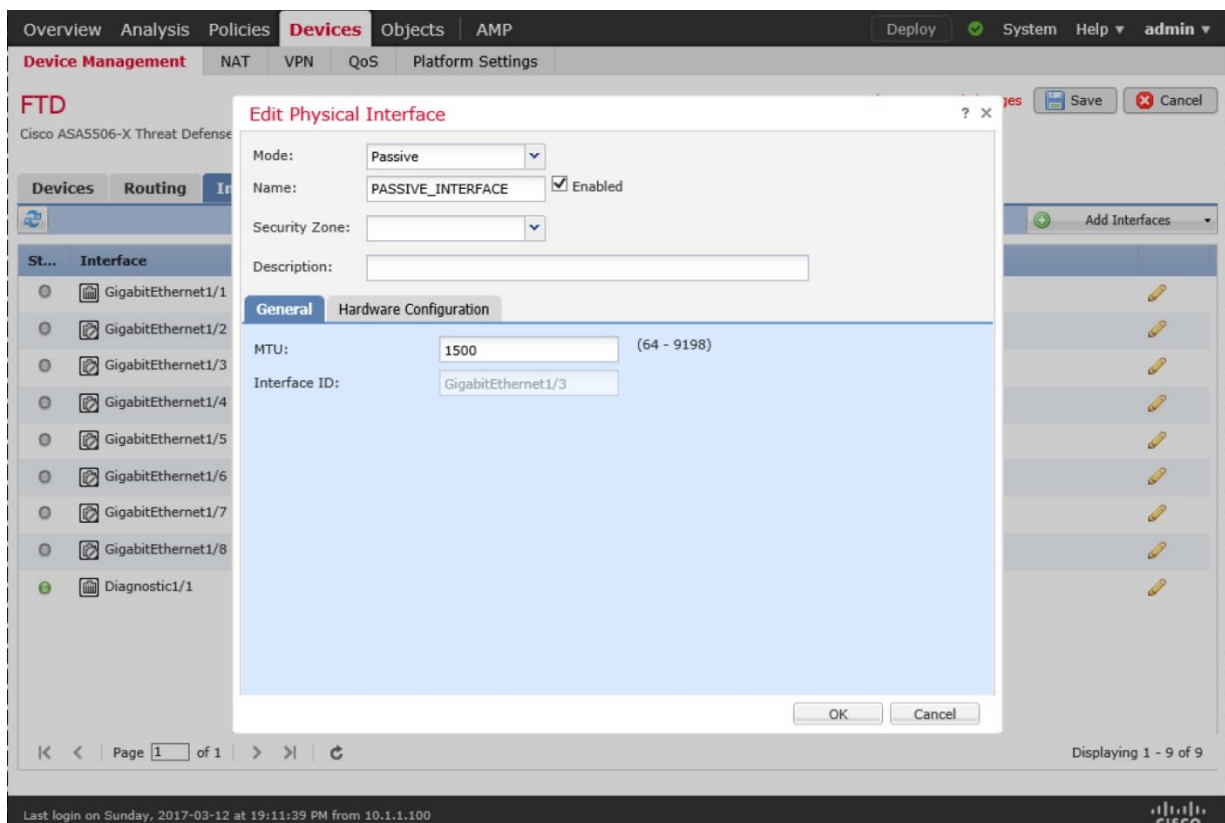 Overview Analysis Policies Devices Objects AMP Deploy System Help admin
Device Management NAT VPN QoS Platform Settings
FTD
Cisco ASA5506-X Threat Defense
Save Cancel
Edit Physical Interface ? ×
Mode: Passive
Name: PASSIVE_INTERFACE Enabled
Security Zone:
Description:
Devices Routing
Add Interfaces
General Hardware Configuration
MTU: 1500 (64 - 9198)
Interface ID: GigabitEthernet1/3
OK Cancel
St... Interface
GigabitEthernet1/1
GigabitEthernet1/2
GigabitEthernet1/3
GigabitEthernet1/4
GigabitEthernet1/5
GigabitEthernet1/6
GigabitEthernet1/7
GigabitEthernet1/8
Diagnostic1/1
Page 1 of 1 Displaying 1 - 9 of 9
Last login on Sunday, 2017-03-12 at 19:11:39 PM from 10.1.1.100
CISCO